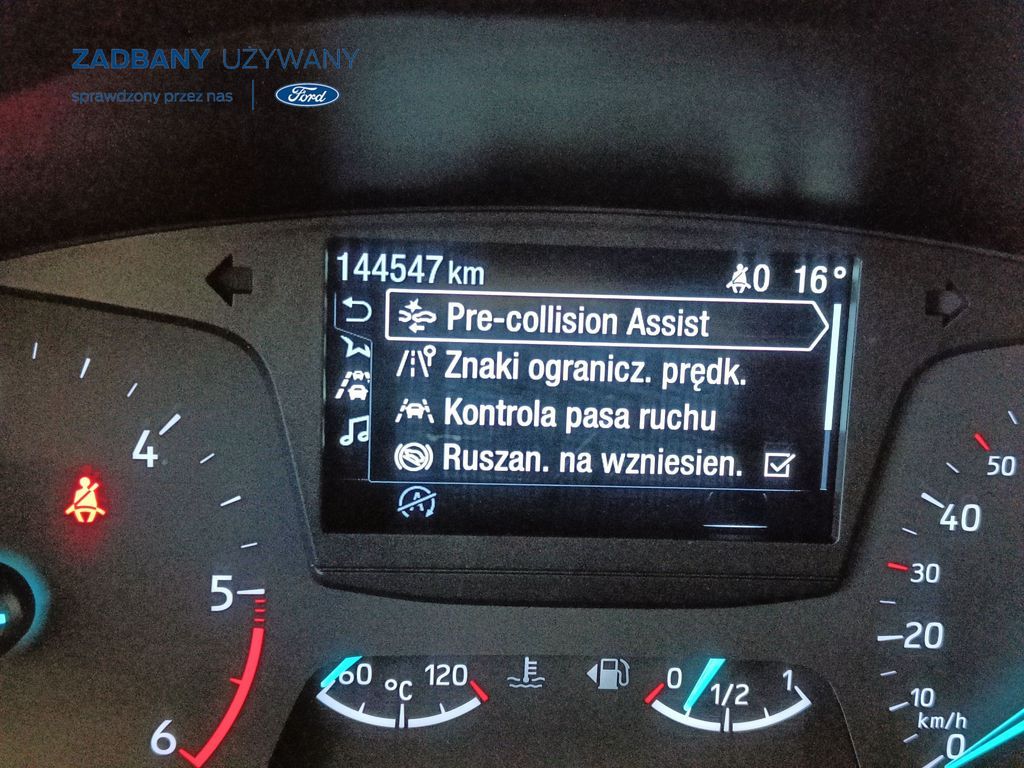 ZADBANY UŻYWANY
sprawdzony przez nas
Ford
144547 km
0 16°
Pre-collision Assist
Znaki ogranicz. prędk.
Kontrola pasa ruchu
Ruszan. na wzniesien.
A
4
5
6
60 °C 120
0 1/2 1
50
40
30
20
10
km/h
0